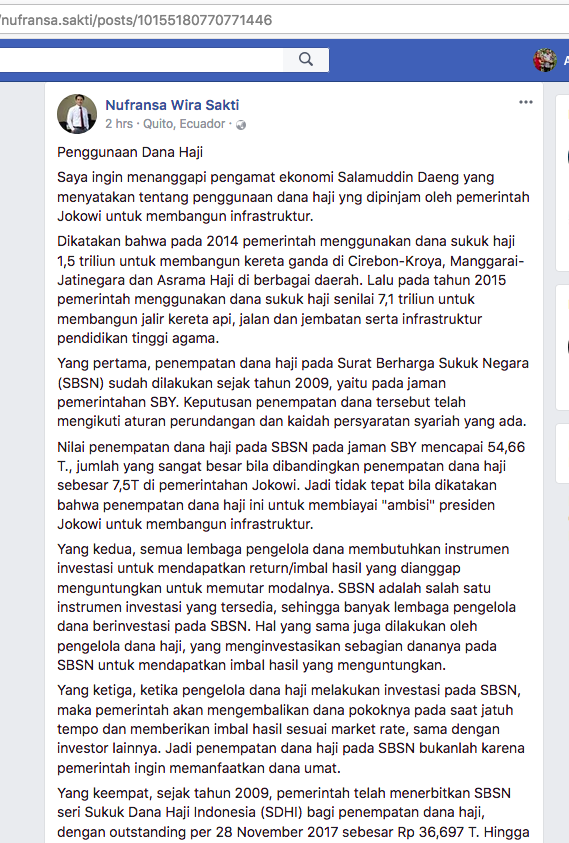 /nufransa.sakti/posts/10155180770771446
Nufransa Wira Sakti
2 hrs · Quito, Ecuador ·
Penggunaan Dana Haji
Saya ingin menanggapi pengamat ekonomi Salamuddin Daeng yang
menyatakan tentang penggunaan dana haji yng dipinjam oleh pemerintah
Jokowi untuk membangun infrastruktur.
Dikatakan bahwa pada 2014 pemerintah menggunakan dana sukuk haji
1,5 triliun untuk membangun kereta ganda di Cirebon-Kroya, Manggarai-
Jatinegara dan Asrama Haji di berbagai daerah. Lalu pada tahun 2015
pemerintah menggunakan dana sukuk haji senilai 7,1 triliun untuk
membangun jalir kereta api, jalan dan jembatan serta infrastruktur
pendidikan tinggi agama.
Yang pertama, penempatan dana haji pada Surat Berharga Sukuk Negara
(SBSN) sudah dilakukan sejak tahun 2009, yaitu pada jaman
pemerintahan SBY. Keputusan penempatan dana tersebut telah
mengikuti aturan perundangan dan kaidah persyaratan syariah yang ada.
Nilai penempatan dana haji pada SBSN pada jaman SBY mencapai 54,66
T., jumlah yang sangat besar bila dibandingkan penempatan dana haji
sebesar 7,5T di pemerintahan Jokowi. Jadi tidak tepat bila dikatakan
bahwa penempatan dana haji ini untuk membiayai "ambisi" presiden
Jokowi untuk membangun infrastruktur.
Yang kedua, semua lembaga pengelola dana membutuhkan instrumen
investasi untuk mendapatkan return/imbal hasil yang dianggap
menguntungkan untuk memutar modalnya. SBSN adalah salah satu
instrumen investasi yang tersedia, sehingga banyak lembaga pengelola
dana berinvestasi pada SBSN. Hal yang sama juga dilakukan oleh
pengelola dana haji, yang menginvestasikan sebagian dananya pada
SBSN untuk mendapatkan imbal hasil yang menguntungkan.
Yang ketiga, ketika pengelola dana haji melakukan investasi pada SBSN,
maka pemerintah akan mengembalikan dana pokoknya pada saat jatuh
tempo dan memberikan imbal hasil sesuai market rate, sama dengan
investor lainnya. Jadi penempatan dana haji pada SBSN bukanlah karena
pemerintah ingin memanfaatkan dana umat.
Yang keempat, sejak tahun 2009, pemerintah telah menerbitkan SBSN
seri Sukuk Dana Haji Indonesia (SDHI) bagi penempatan dana haji,
dengan outstanding per 28 November 2017 sebesar Rp 36,697 T. Hingga